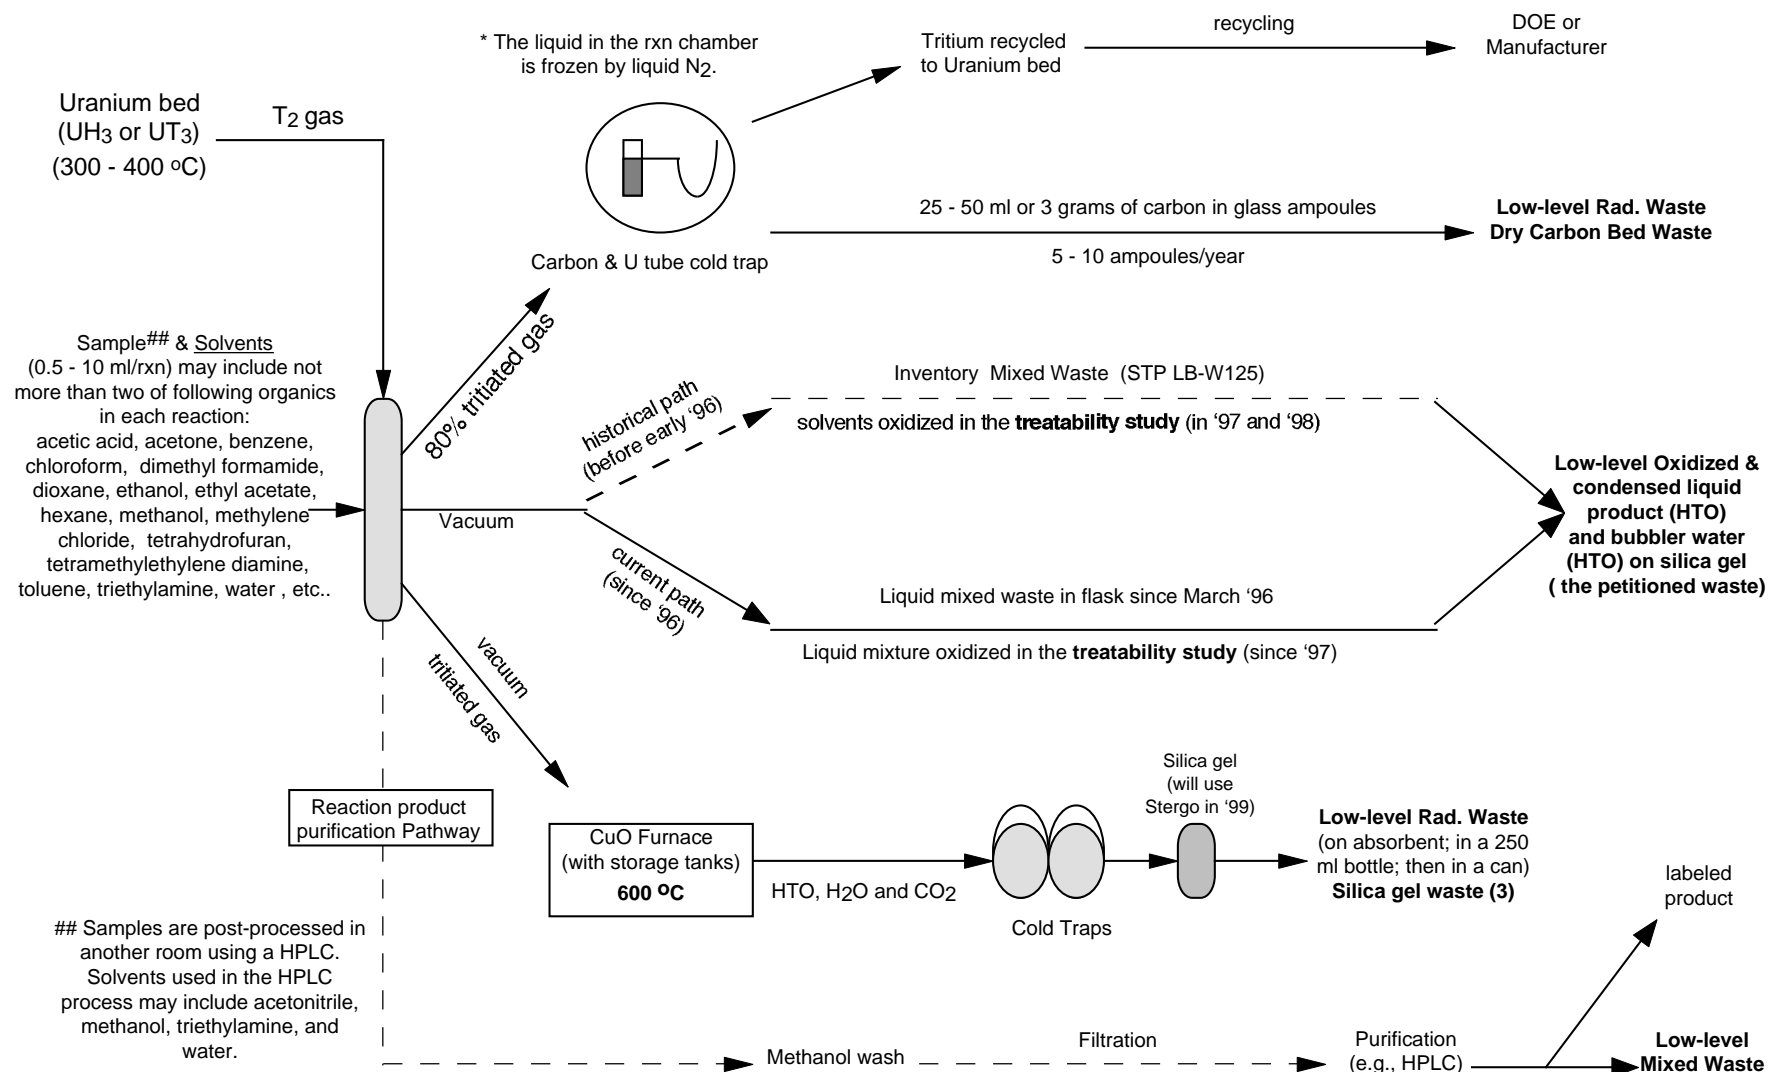 * The liquid in the rxn chamber
is frozen by liquid N2.
Tritium recycled
to Uranium bed
recycling
DOE or
Manufacturer
Uranium bed
(UH3 or UT3)
(300 - 400 oC)
T2 gas
25 - 50 ml or 3 grams of carbon in glass ampoules
5 - 10 ampoules/year
Low-level Rad. Waste
Dry Carbon Bed Waste
Carbon & U tube cold trap
80% tritiated gas
Sample## & Solvents
(0.5 - 10 ml/rxn) may include not
more than two of following organics
in each reaction:
acetic acid, acetone, benzene,
chloroform, dimethyl formamide,
dioxane, ethanol, ethyl acetate,
hexane, methanol, methylene
chloride, tetrahydrofuran,
tetramethylethylene diamine,
toluene, triethylamine, water , etc..
historical path
(before early ‘96)
Inventory Mixed Waste (STP LB-W125)
solvents oxidized in the treatability study (in ‘97 and ‘98)
Vacuum
current path
(since ‘96)
Liquid mixed waste in flask since March ‘96
Liquid mixture oxidized in the treatability study (since ‘97)
Low-level Oxidized &
condensed liquid
product (HTO)
and bubbler water
(HTO) on silica gel
( the petitioned waste)
vacuum
tritiated gas
Reaction product
purification Pathway
CuO Furnace
(with storage tanks)
600 oC
HTO, H2O and CO2
Cold Traps
Silica gel
(will use
Stergo in ‘99)
Low-level Rad. Waste
(on absorbent; in a 250
ml bottle; then in a can)
Silica gel waste (3)
## Samples are post-processed in
another room using a HPLC.
Solvents used in the HPLC
process may include acetonitrile,
methanol, triethylamine, and
water.
Methanol wash
Filtration
Purification
(e.g., HPLC)
labeled
product
Low-level
Mixed Waste